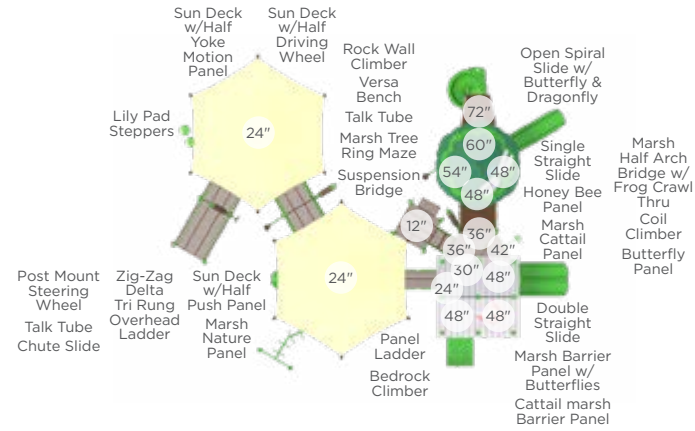 Sun Deck
w/Half
Yoke
Motion
Panel
Sun Deck
w/Half
Driving
Wheel
Rock Wall
Climber
Versa
Bench
Talk Tube
Marsh Tree
Ring Maze
Suspension
Bridge
Open Spiral
Slide w/
Butterfly &
Dragonfly
Lily Pad
Steppers
24"
72"
60"
54"
48"
48"
Single
Straight
Slide
Honey Bee
Panel
Marsh
Cattail
Panel
Marsh
Half Arch
Bridge w/
Frog Crawl
Thru
Coil
Climber
Butterfly
Panel
12"
36"
36"
42"
30"
48"
24"
48"
48"
24"
Post Mount
Steering
Wheel
Talk Tube
Chute Slide
Zig-Zag
Delta
Tri Rung
Overhead
Ladder
Sun Deck
w/Half
Push Panel
Marsh
Nature
Panel
Panel
Ladder
Bedrock
Climber
Double
Straight
Slide
Marsh Barrier
Panel w/
Butterflies
Cattail marsh
Barrier Panel